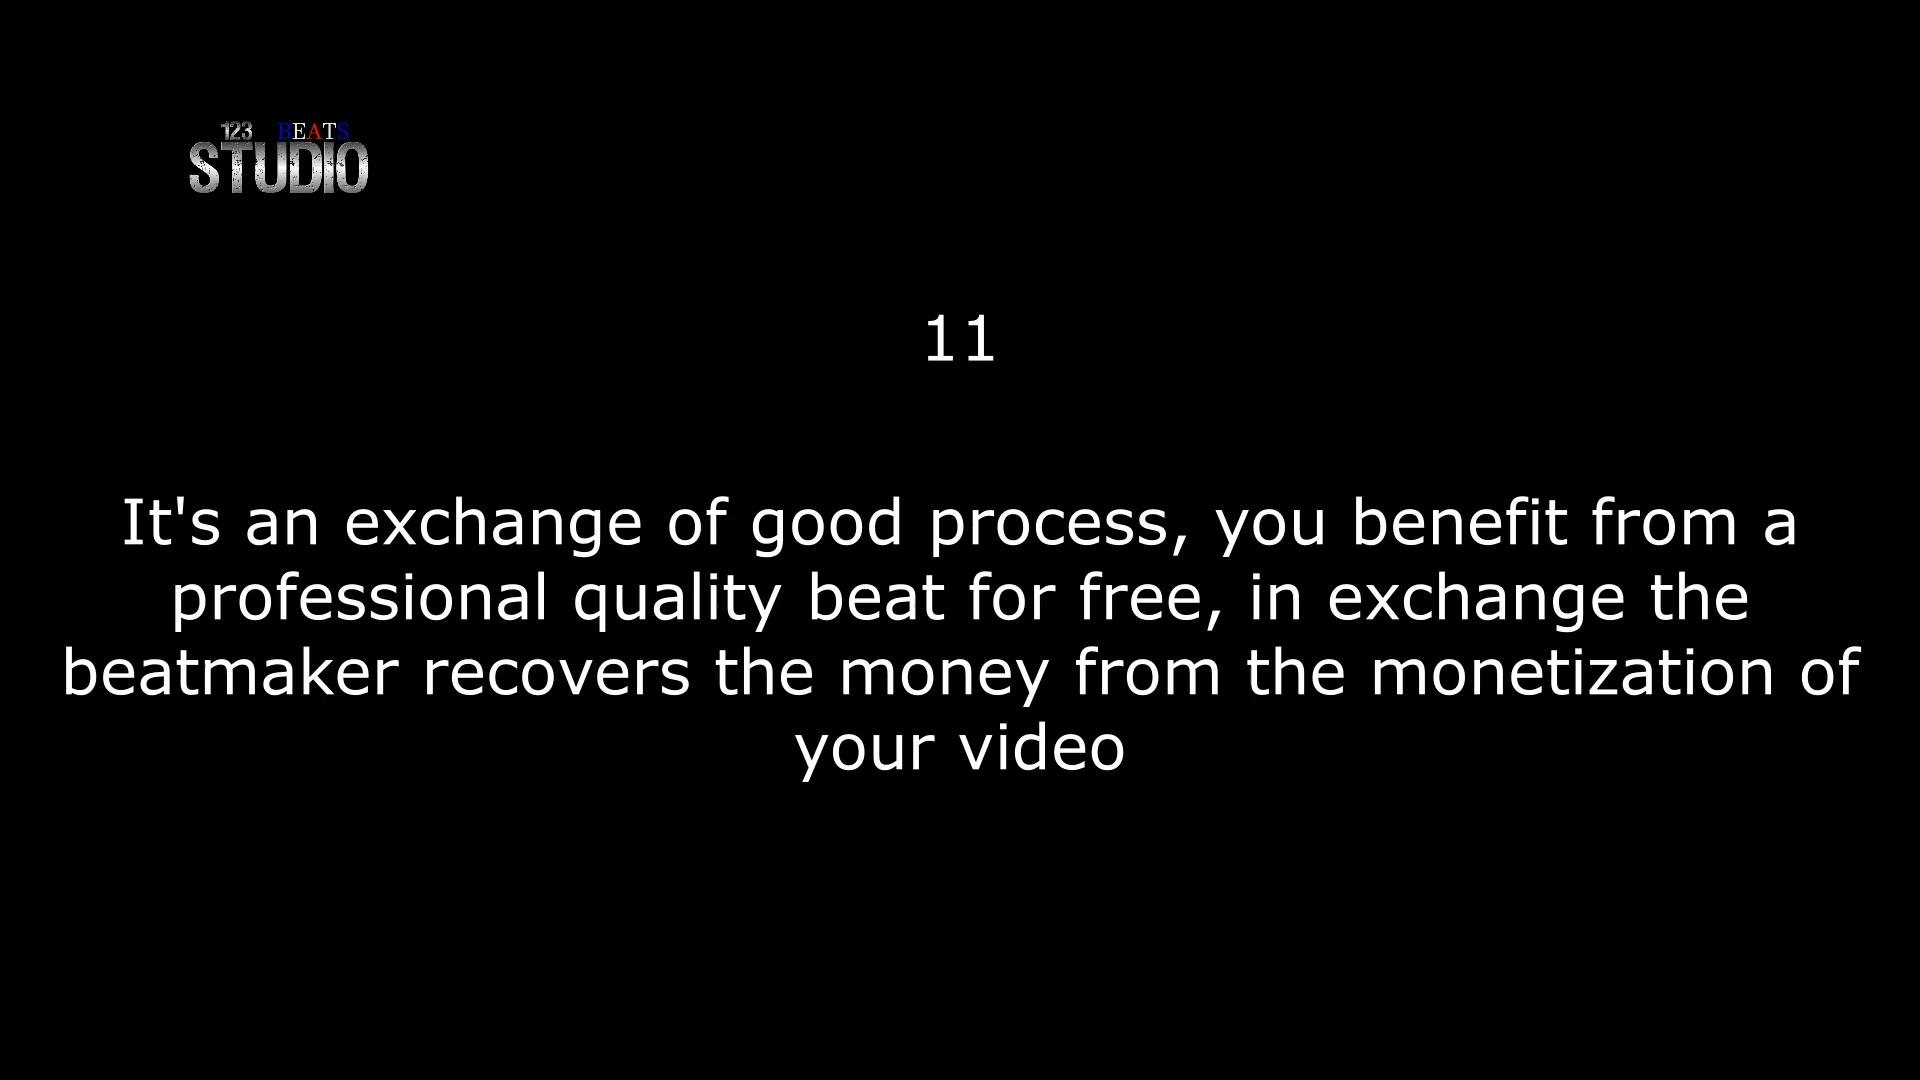 123 BEATS
STUDIO
11
It's an exchange of good process, you benefit from a
professional quality beat for free, in exchange the
beatmaker recovers the money from the monetization of
your video